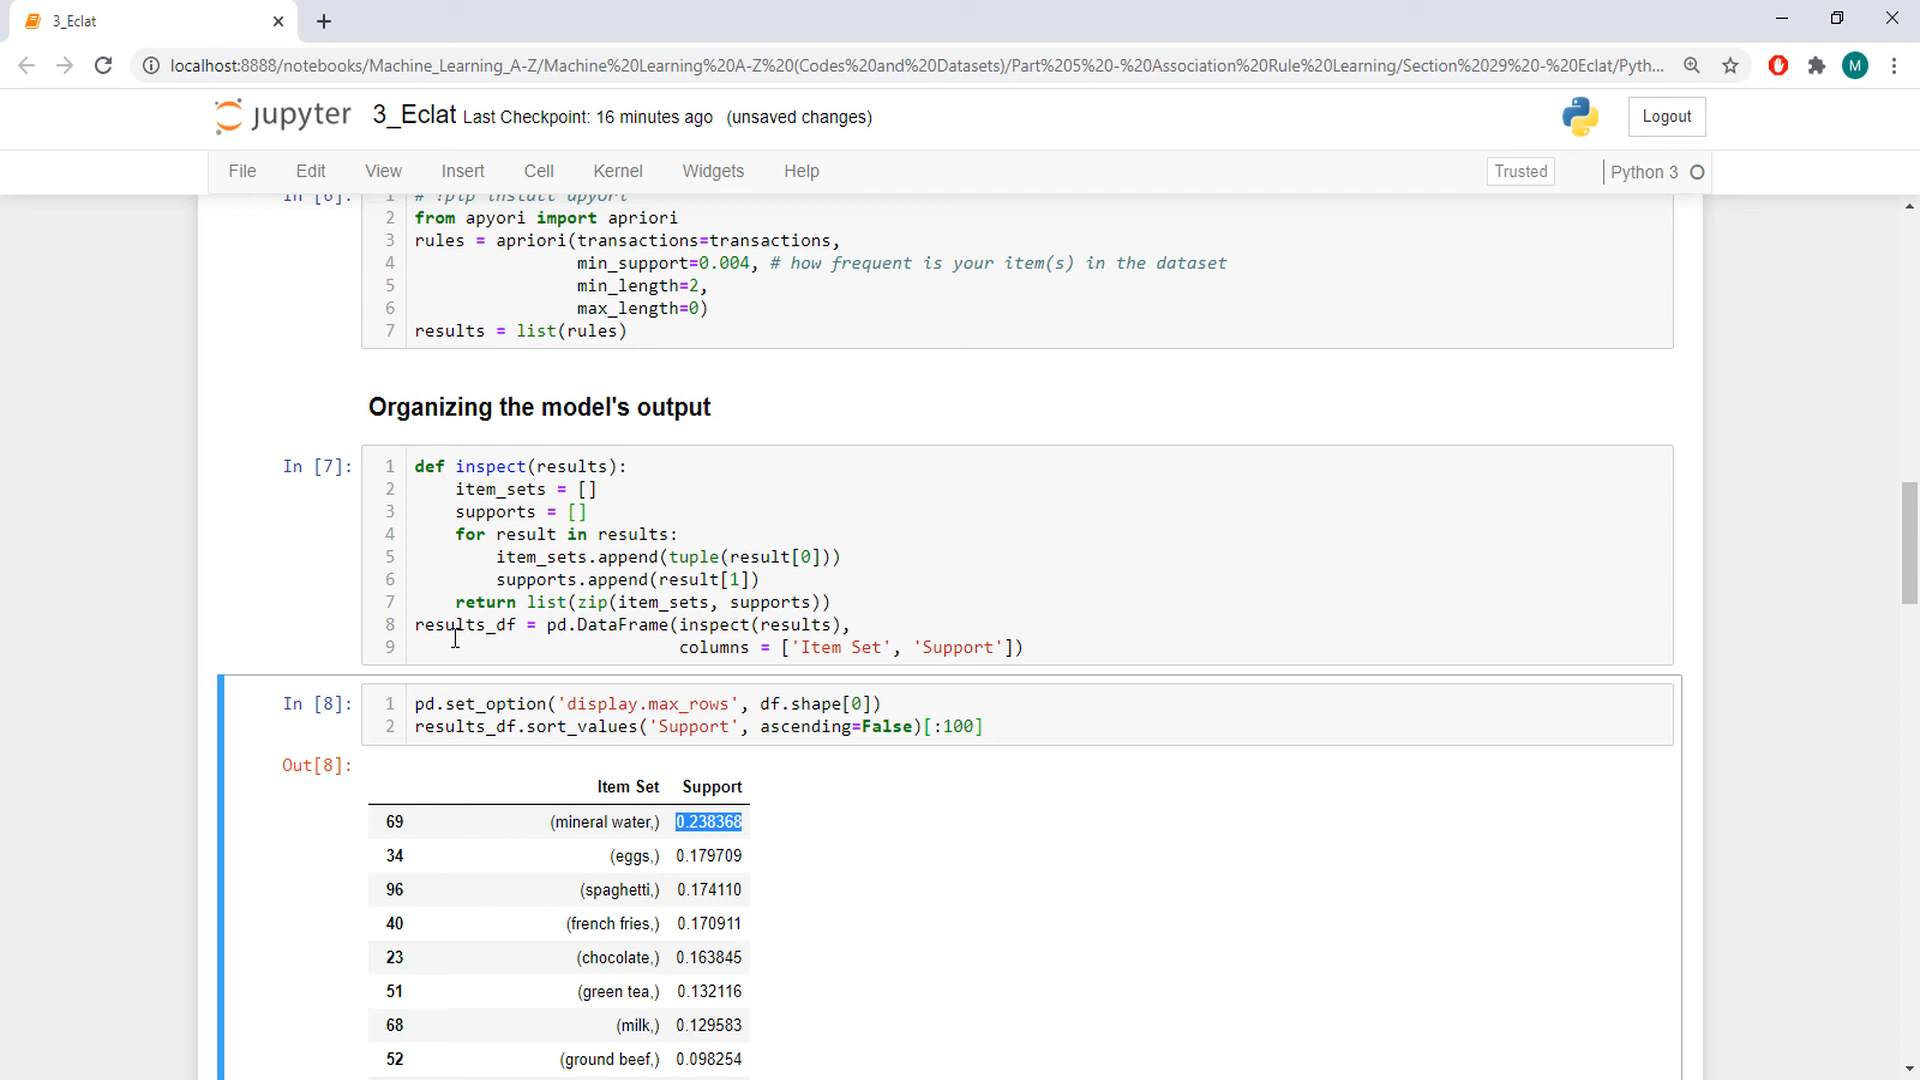 3_Eclat
localhost:8888/notebooks/Machine_Learning_A-Z/Machine%20Learning%20A-Z%20(Codes%20and%20Datasets)/Part%205%20-%20Association%20Rule%20Learning/Section%2029%20-%20Eclat/Pyth...
M
jupyter 3_Eclat Last Checkpoint: 16 minutes ago (unsaved changes)
Logout
File Edit View Insert Cell Kernel Widgets Help
Trusted Python 3
In [6]: 1 # !pip install apyori
2 from apyori import apriori
3 rules = apriori(transactions=transactions,
4 min_support=0.004, # how frequent is your item(s) in the dataset
5 min_length=2,
6 max_length=0)
7 results = list(rules)
Organizing the model's output
In [7]: 1 def inspect(results):
2 item_sets = []
3 supports = []
4 for result in results:
5 item_sets.append(tuple(result[0]))
6 supports.append(result[1])
7 return list(zip(item_sets, supports))
8 results_df = pd.DataFrame(inspect(results),
9 columns = ['Item Set', 'Support'])
In [8]: 1 pd.set_option('display.max_rows', df.shape[0])
2 results_df.sort_values('Support', ascending=False)[:100]
Out[8]:
Item Set Support
69 (mineral water,) 0.238368
34 (eggs,) 0.179709
96 (spaghetti,) 0.174110
40 (french fries,) 0.170911
23 (chocolate,) 0.163845
51 (green tea,) 0.132116
68 (milk,) 0.129583
52 (ground beef,) 0.098254